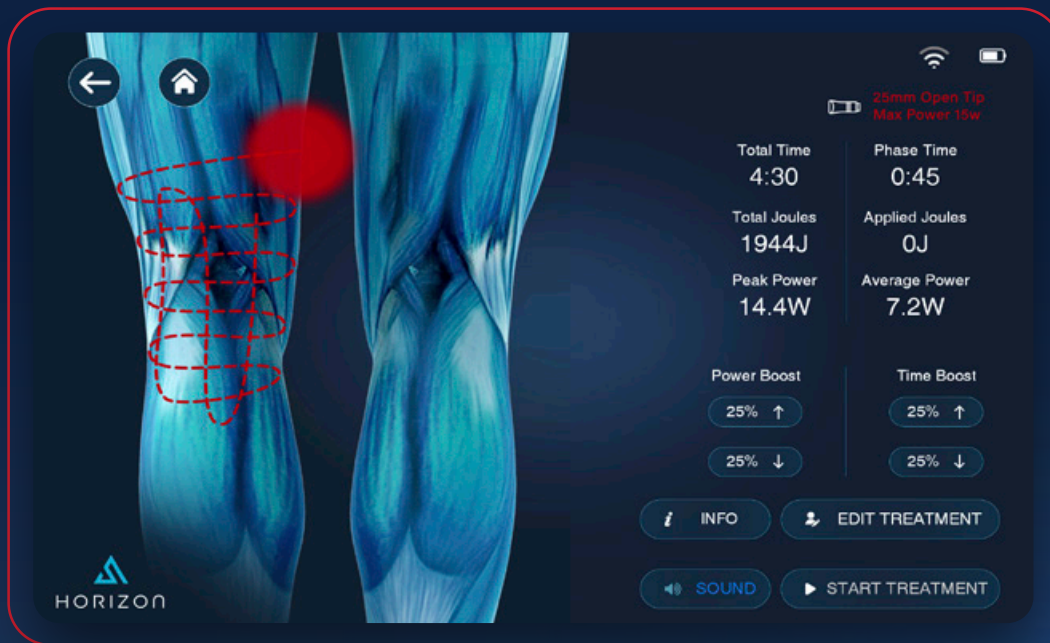 25mm Open Tip
Max Power 15w
Total Time
Phase Time
4:30
0:45
Total Joules
Applied Joules
1944J
0J
Peak Power
Average Power
14.4W
7.2W
Power Boost
Time Boost
25% ↑
25% ↑
25% ↓
25% ↓
i INFO
EDIT TREATMENT
SOUND
START TREATMENT
HORIZON